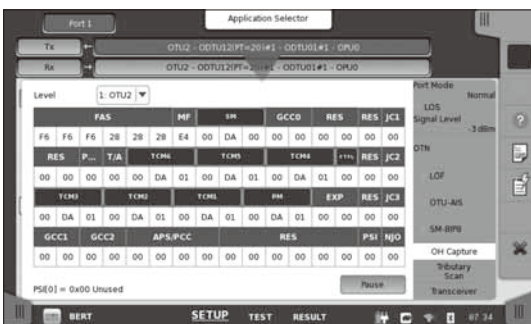 Port 1
Application Selector
Tx
OTU2 - ODTU12(PT=20)#1 - ODTU01#1 - OPU0
Rx
OTU2 - ODTU12(PT=20)#1 - ODTU01#1 - OPU0
Level 1: OTU2
FAS MF SM GCC0 RES RES JC1
F6 F6 F6 28 28 28 E4 00 DA 00 00 00 00 00 00 00
RES P... T/A TCM6 TCM5 TCM4 FTFL RES JC2
00 00 00 00 00 DA 01 00 DA 01 00 DA 01 00 00 00
TCM3 TCM2 TCM1 PM EXP RES JC3
00 DA 01 00 DA 01 00 DA 01 00 DA 01 00 00 00 00
GCC1 GCC2 APS/PCC RES PSI NJO
00 00 00 00 00 00 00 00 00 00 00 00 00 00 00 00
PSI[0] = 0x00 Unused
Pause
Port Mode
Normal
LOS
Signal Level
-3 dBm
OTN
LOF
OTU-AIS
SM-BIP8
OH Capture
Tributary
Scan
Transceiver
BERT SETUP TEST RESULT 07 34